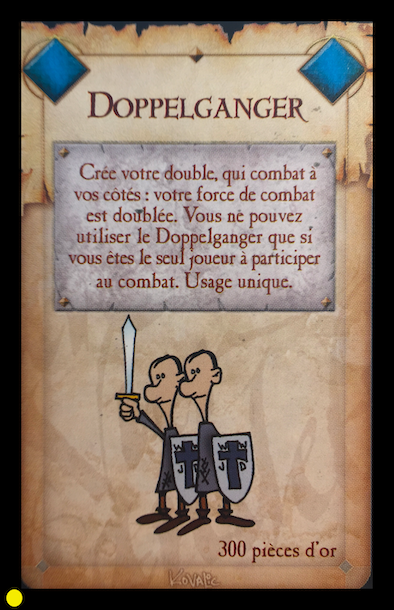 DOPPELGANGER
Crée votre double, qui combat à
vos côtés : votre force de combat
est doublée. Vous ne pouvez
utiliser le Doppelganger que si
vous êtes le seul joueur à participer
au combat. Usage unique.
W D
J D
300 pièces d'or
KOVALIC